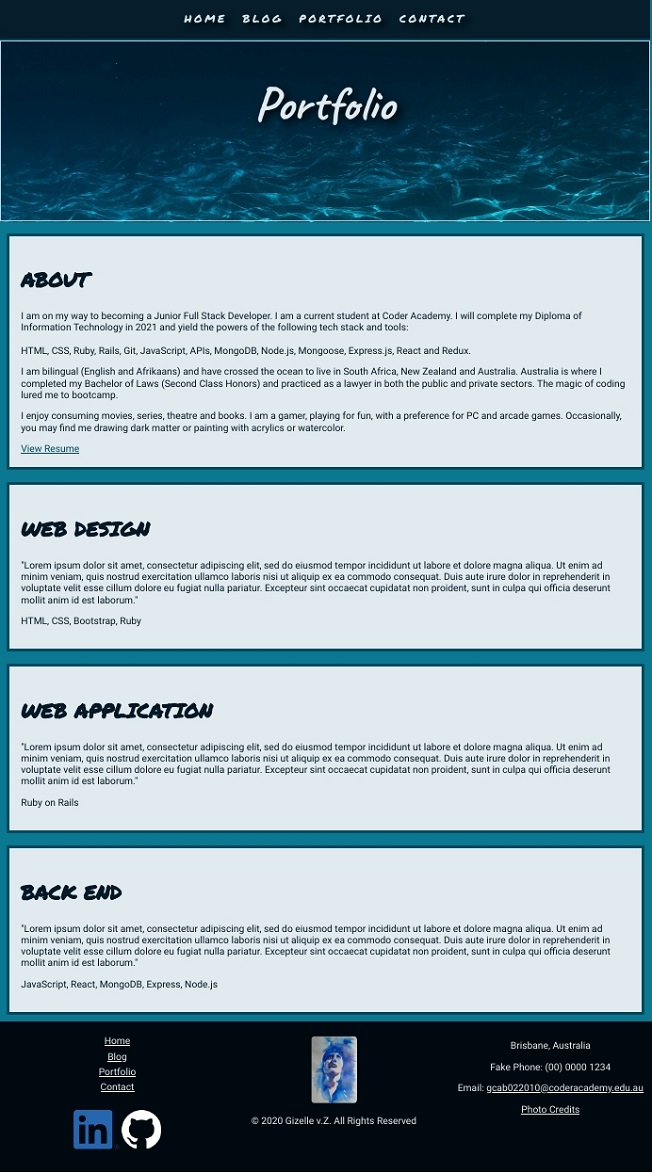 HOME BLOG PORTFOLIO CONTACT
Portfolio
ABOUT
I am on my way to becoming a Junior Full Stack Developer. I am a current student at Coder Academy. I will complete my Diploma of
Information Technology in 2021 and yield the powers of the following tech stack and tools:
HTML, CSS, Ruby, Rails, Git, JavaScript, APIs, MongoDB, Node.js, Mongoose, Express.js, React and Redux.
I am bilingual (English and Afrikaans) and have crossed the ocean to live in South Africa, New Zealand and Australia. Australia is where I
completed my Bachelor of Laws (Second Class Honors) and practiced as a lawyer in both the public and private sectors. The magic of coding
lured me to bootcamp.
I enjoy consuming movies, series, theatre and books. I am a gamer, playing for fun, with a preference for PC and arcade games. Occasionally,
you may find me drawing dark matter or painting with acrylics or watercolor.
View Resume
WEB DESIGN
"Lorem ipsum dolor sit amet, consectetur adipiscing elit, sed do eiusmod tempor incididunt ut labore et dolore magna aliqua. Ut enim ad
minim veniam, quis nostrud exercitation ullamco laboris nisi ut aliquip ex ea commodo consequat. Duis aute irure dolor in reprehenderit in
voluptate velit esse cillum dolore eu fugiat nulla pariatur. Excepteur sint occaecat cupidatat non proident, sunt in culpa qui officia deserunt
mollit anim id est laborum."
HTML, CSS, Bootstrap, Ruby
WEB APPLICATION
"Lorem ipsum dolor sit amet, consectetur adipiscing elit, sed do eiusmod tempor incididunt ut labore et dolore magna aliqua. Ut enim ad
minim veniam, quis nostrud exercitation ullamco laboris nisi ut aliquip ex ea commodo consequat. Duis aute irure dolor in reprehenderit in
voluptate velit esse cillum dolore eu fugiat nulla pariatur. Excepteur sint occaecat cupidatat non proident, sunt in culpa qui officia deserunt
mollit anim id est laborum."
Ruby on Rails
BACK END
"Lorem ipsum dolor sit amet, consectetur adipiscing elit, sed do eiusmod tempor incididunt ut labore et dolore magna aliqua. Ut enim ad
minim veniam, quis nostrud exercitation ullamco laboris nisi ut aliquip ex ea commodo consequat. Duis aute irure dolor in reprehenderit in
voluptate velit esse cillum dolore eu fugiat nulla pariatur. Excepteur sint occaecat cupidatat non proident, sunt in culpa qui officia deserunt
mollit anim id est laborum."
JavaScript, React, MongoDB, Express, Node.js
Home
Blog
Portfolio
Contact
in
© 2020 Gizelle v.Z. All Rights Reserved
Brisbane, Australia
Fake Phone: (00) 0000 1234
Email: gcab022010@coderacademy.edu.au
Photo Credits